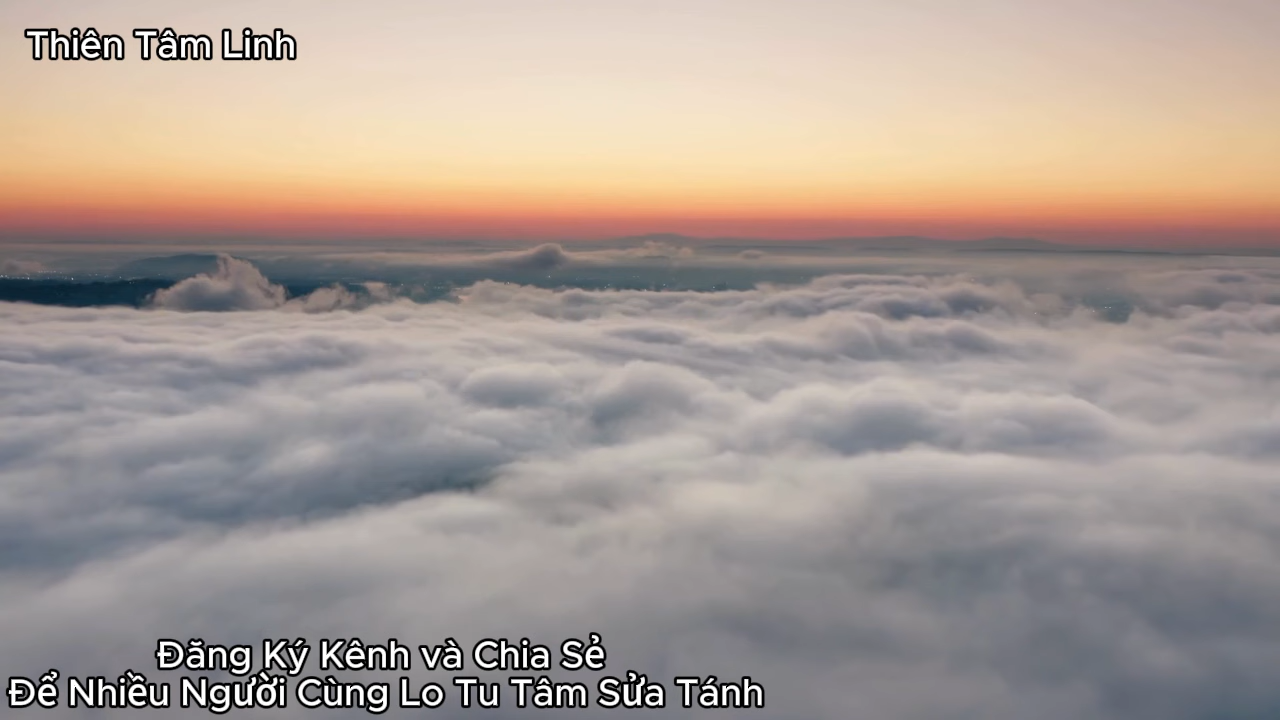 Thiên Tâm Linh
Đăng Ký Kênh và Chia Sẻ
Để Nhiều Người Cùng Lo Tu Tâm Sửa Tánh